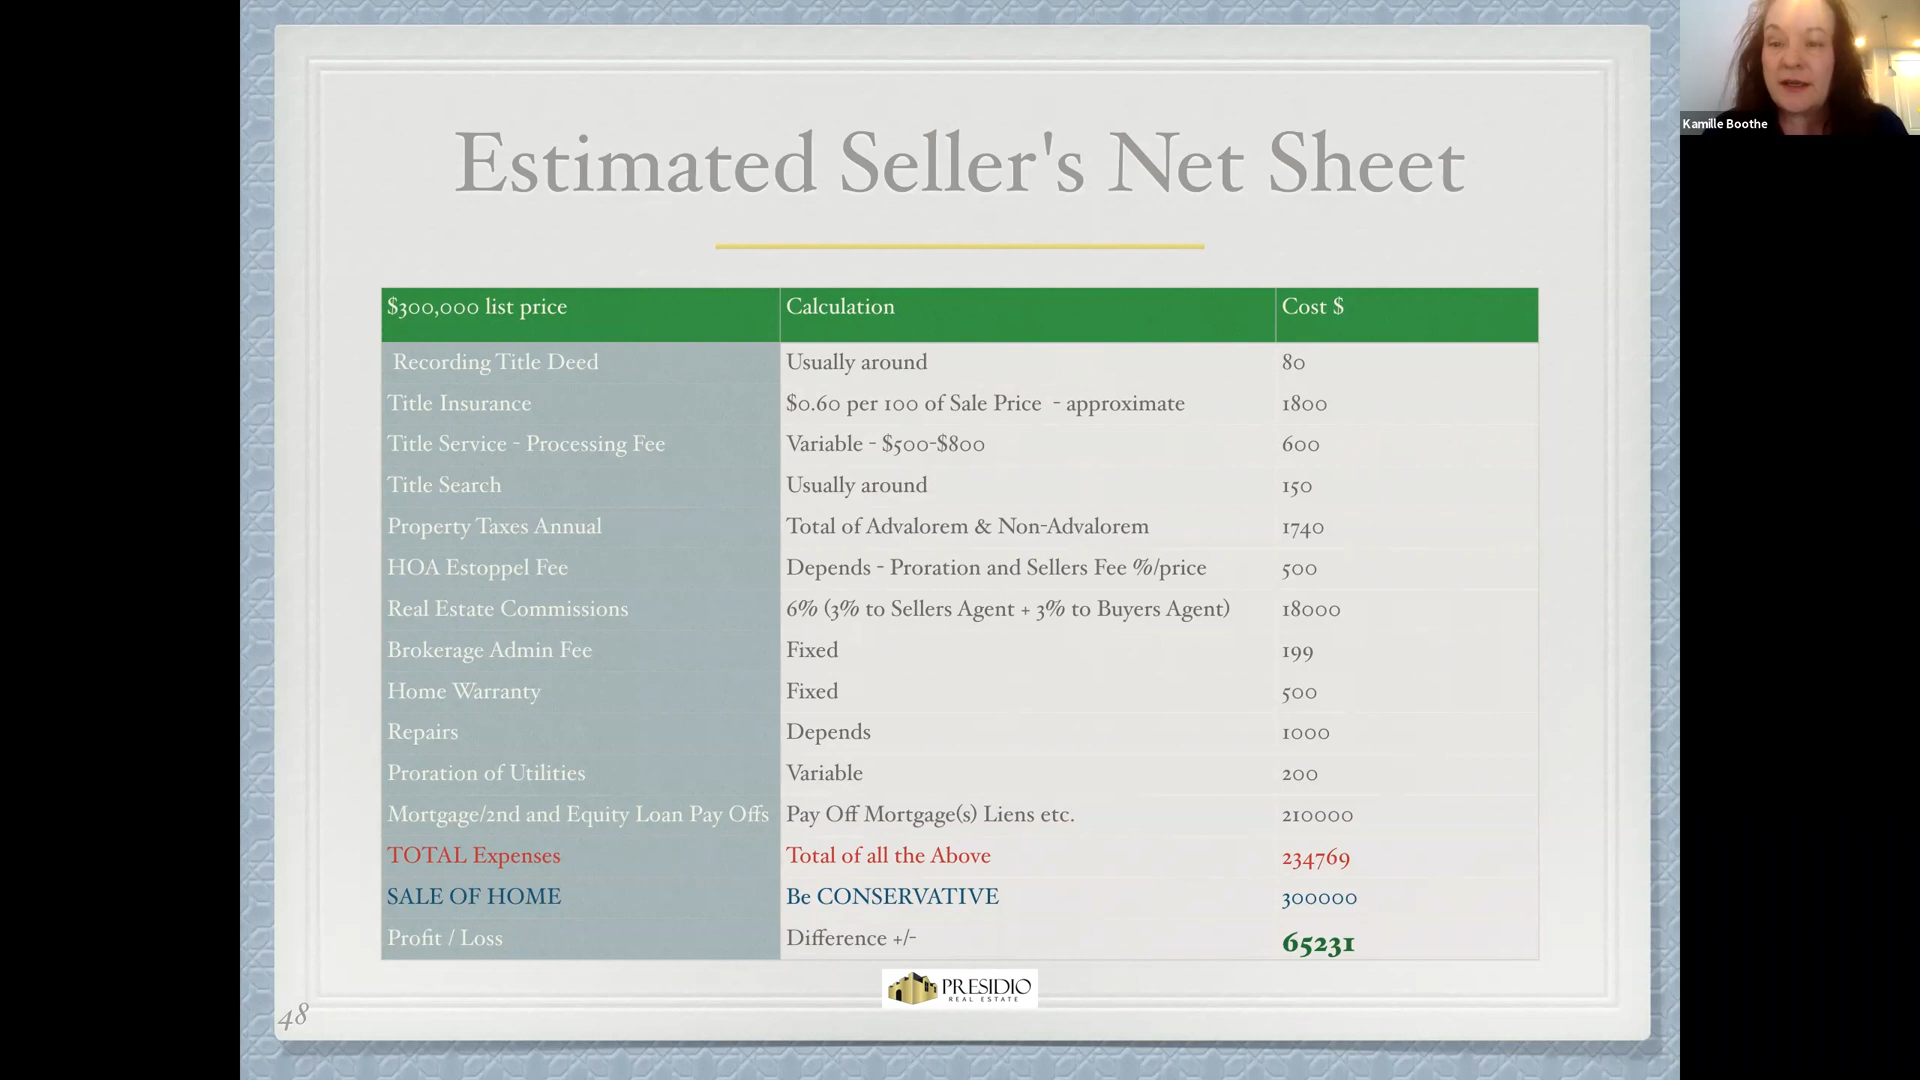 Kamille Boothe
Estimated Seller's Net Sheet
$300,000 list price Calculation Cost $
Recording Title Deed Usually around 80
Title Insurance $0.60 per 100 of Sale Price - approximate 1800
Title Service - Processing Fee Variable - $500-$800 600
Title Search Usually around 150
Property Taxes Annual Total of Advalorem & Non-Advalorem 1740
HOA Estoppel Fee Depends - Proration and Sellers Fee %/price 500
Real Estate Commissions 6% (3% to Sellers Agent + 3% to Buyers Agent) 18000
Brokerage Admin Fee Fixed 199
Home Warranty Fixed 500
Repairs Depends 1000
Proration of Utilities Variable 200
Mortgage/2nd and Equity Loan Pay Offs Pay Off Mortgage(s) Liens etc. 210000
TOTAL Expenses Total of all the Above 234769
SALE OF HOME Be CONSERVATIVE 300000
Profit / Loss Difference +/- 65231
PRESIDIO
REAL ESTATE
48